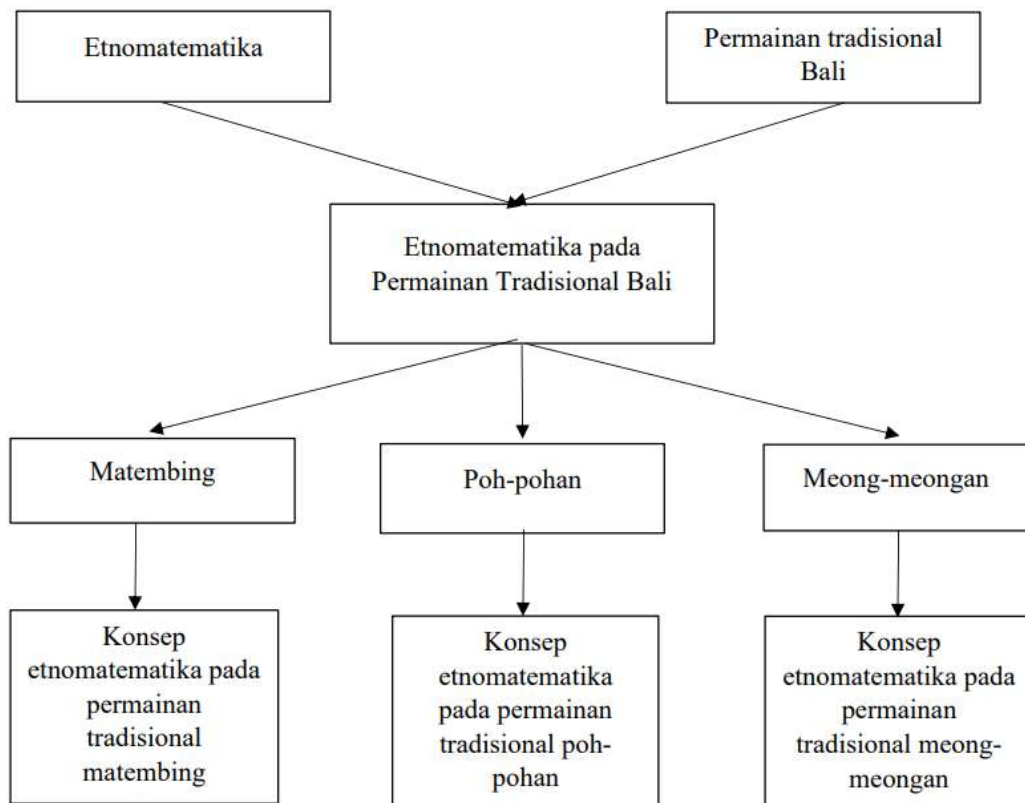 Etnomatematika
Permainan tradisional
Bali
Etnomatematika pada
Permainan Tradisional Bali
Matembing
Poh-pohan
Meong-meongan
Konsep
etnomatematika pada
permainan
tradisional
matembing
Konsep
etnomatematika
pada permainan
tradisional poh-
pohan
Konsep
etnomatematika pada
permainan
tradisional meong-
meongan